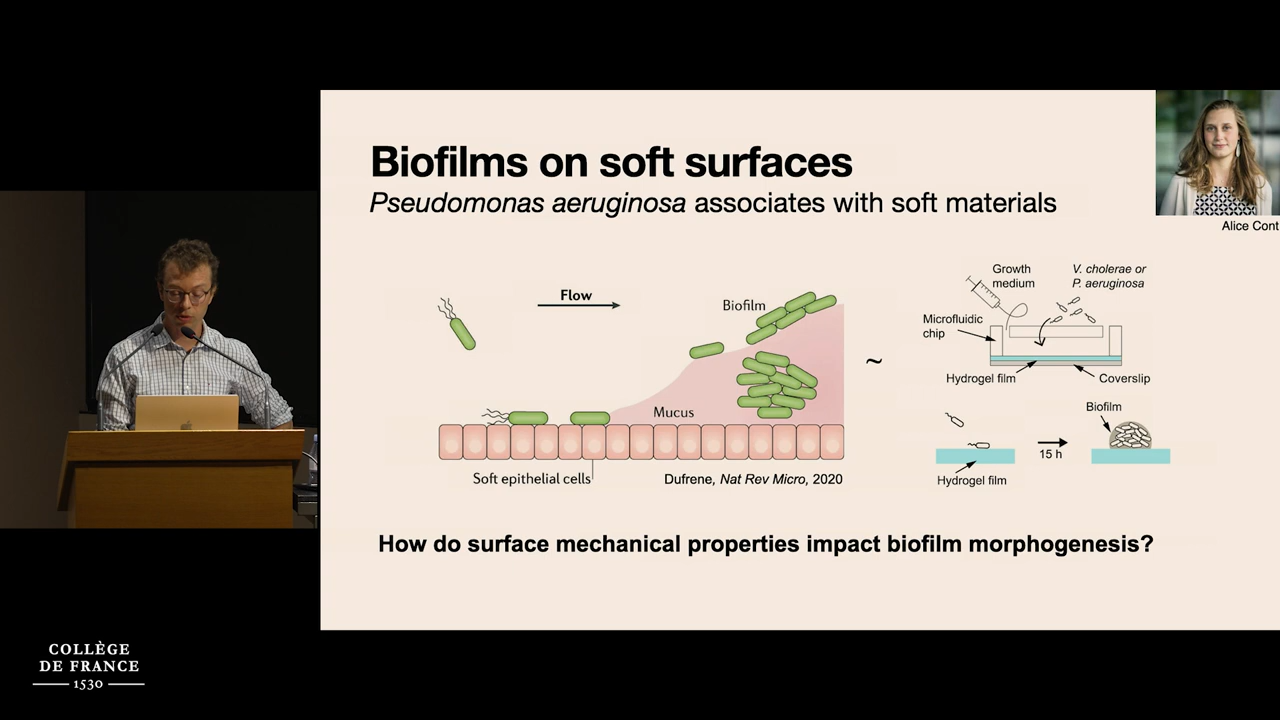 Biofilms on soft surfaces
Pseudomonas aeruginosa associates with soft materials
Alice Cont
Flow
Biofilm
Mucus
Soft epithelial cells
Dufrene, Nat Rev Micro, 2020
~
Growth
medium
V. cholerae or
P. aeruginosa
Microfluidic
chip
Hydrogel film
Coverslip
Biofilm
15 h
Hydrogel film
How do surface mechanical properties impact biofilm morphogenesis?
COLLÈGE
DE FRANCE
1530